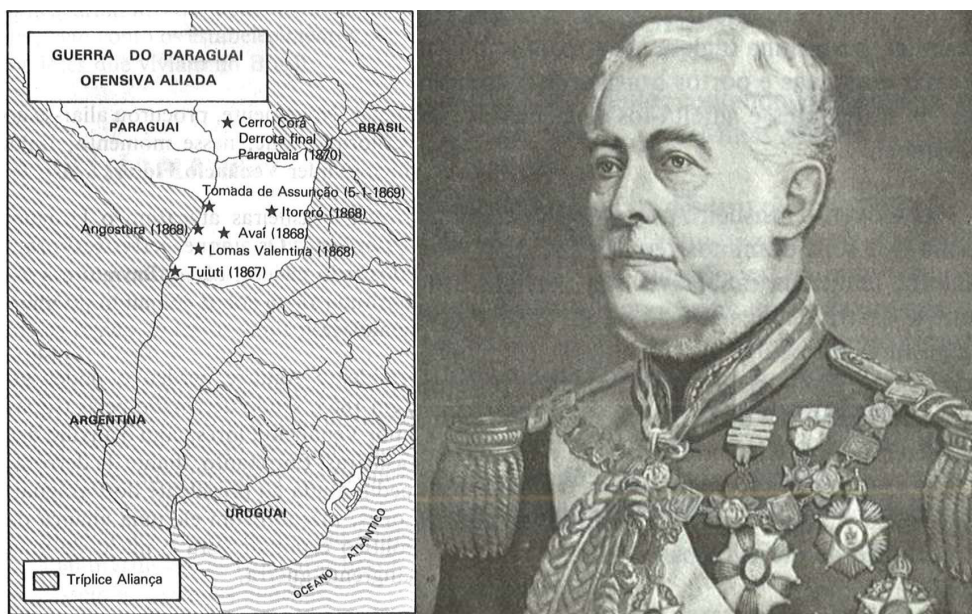 GUERRA DO PARAGUAI
OFENSIVA ALIADA
PARAGUAI
Cerro Corá
Derrota final
Paraguaia (1870)
BRASIL
Tomada de Assunção (5-1-1869)
Itororó (1868)
Angostura (1868)
Avaí (1868)
Lomas Valentina (1868)
Tuiuti (1867)
ARGENTINA
URUGUAI
OCEANO ATLÂNTICO
Tríplice Aliança